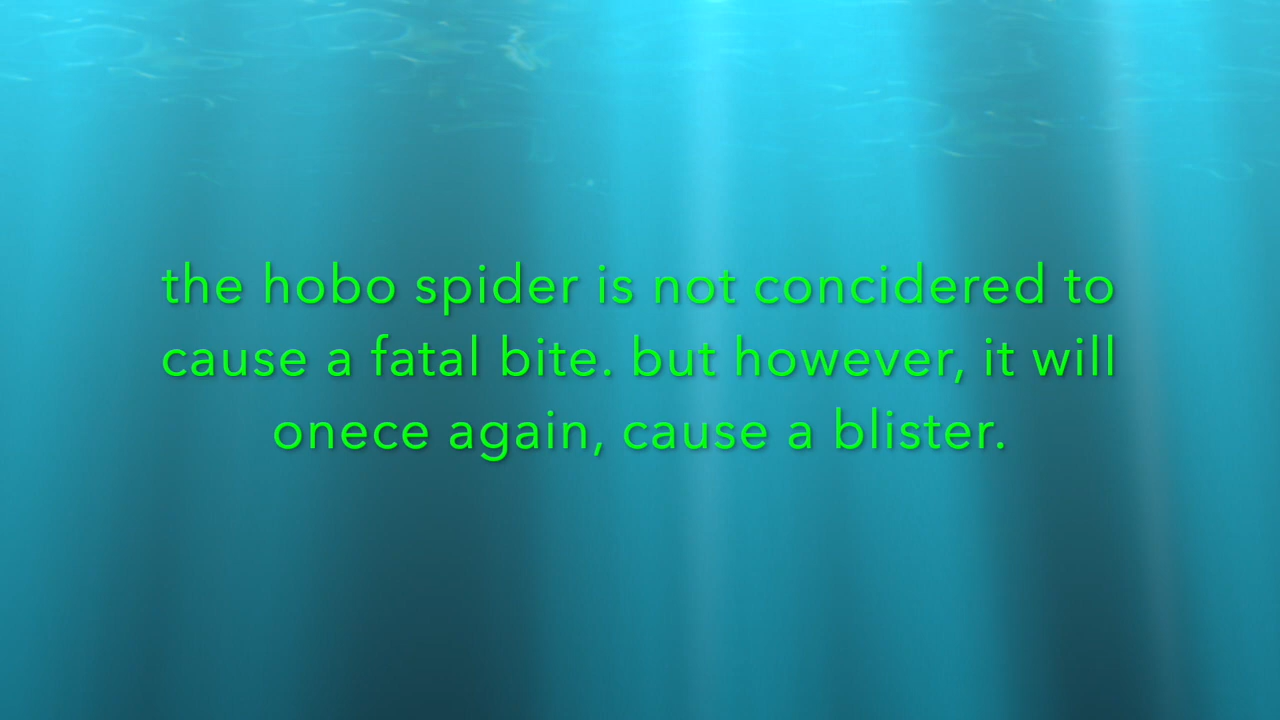 the hobo spider is not concidered to
cause a fatal bite. but however, it will
onece again, cause a blister.